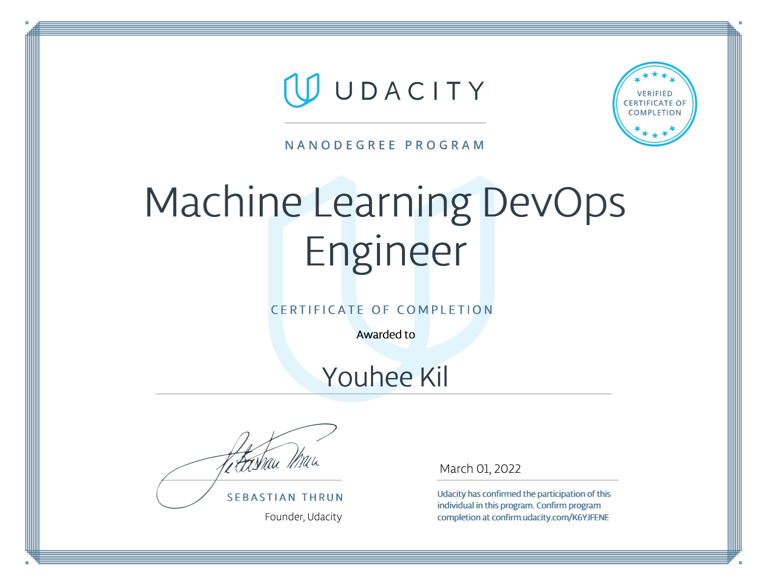 UDACITY
VERIFIED
CERTIFICATE OF
COMPLETION
NANODEGREE PROGRAM
Machine Learning DevOps
Engineer
CERTIFICATE OF COMPLETION
Awarded to
Youhee Kil
Sebastian Thrun
SEBASTIAN THRUN
Founder, Udacity
March 01, 2022
Udacity has confirmed the participation of this
individual in this program. Confirm program
completion at confirm.udacity.com/K6YJFENE